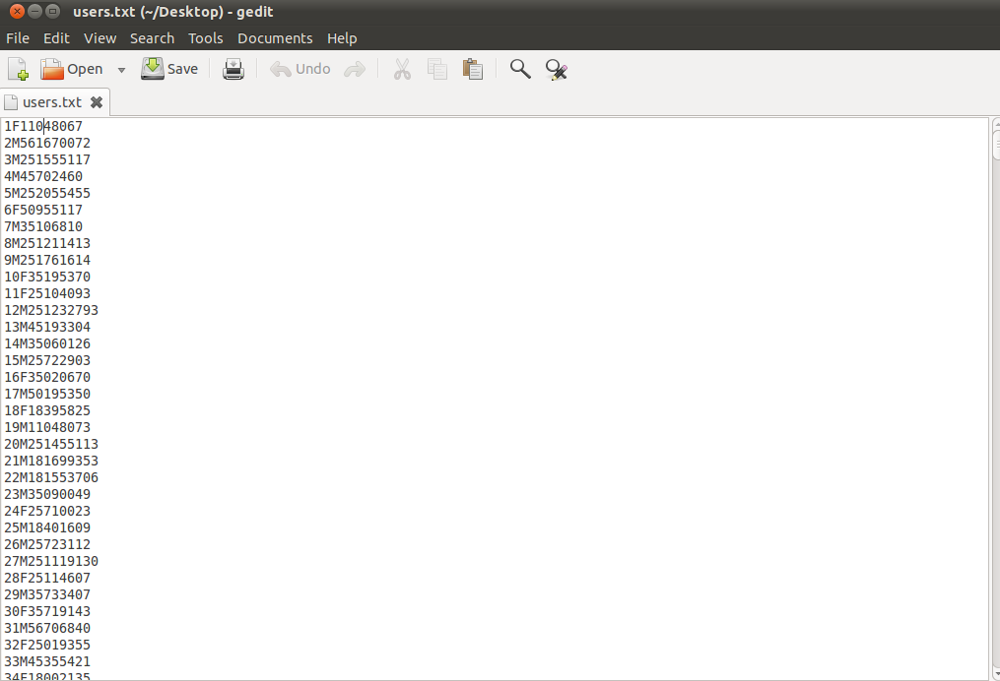 users.txt (~/Desktop) - gedit
File Edit View Search Tools Documents Help
Open Save Undo
users.txt
1F11048067
2M561670072
3M251555117
4M45702460
5M252055455
6F50955117
7M35106810
8M251211413
9M251761614
10F35195370
11F25104093
12M251232793
13M45193304
14M35060126
15M25722903
16F35020670
17M50195350
18F18395825
19M11048073
20M251455113
21M181699353
22M181553706
23M35090049
24F25710023
25M18401609
26M25723112
27M251119130
28F25114607
29M35733407
30F35719143
31M56706840
32F25019355
33M45355421
34F18002135